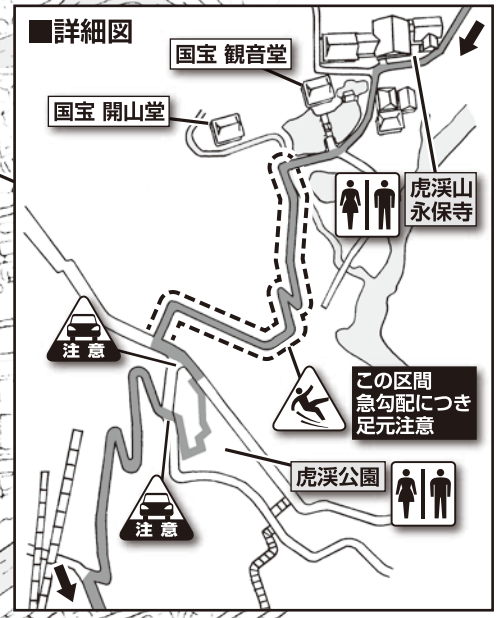 ■詳細図
国宝 観音堂
国宝 開山堂
虎渓山
永保寺
注意
この区間
急勾配につき
足元注意
虎渓公園
注意